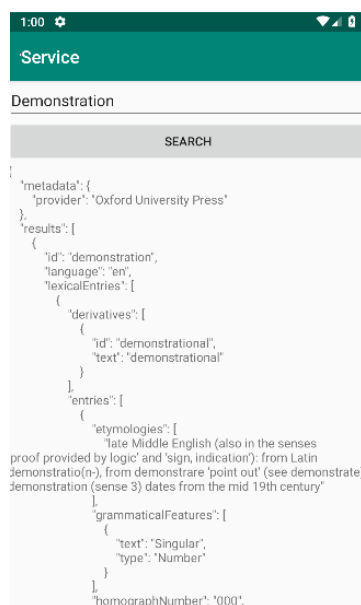 1:00
Service
Demonstration
SEARCH
{
"metadata": {
"provider": "Oxford University Press"
},
"results": [
{
"id": "demonstration",
"language": "en",
"lexicalEntries": [
{
"derivatives": [
{
"id": "demonstrational",
"text": "demonstrational"
}
],
"entries": [
{
"etymologies": [
"late Middle English (also in the senses
proof provided by logic' and 'sign, indication'): from Latin
demonstratio(n-), from demonstrare 'point out' (see demonstrate)
demonstration (sense 3) dates from the mid 19th century"
],
"grammaticalFeatures": [
{
"text": "Singular",
"type": "Number"
}
],
"homographNumber": "000",